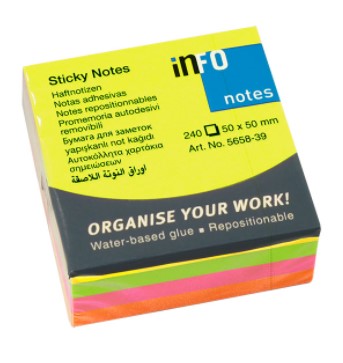 Sticky Notes
Haftnotizen
Notas adhesivas
Notes repositionnables
Promemoria autodesivi
removibili
Бумага для заметок
yapışkanlı not kağıdı
Αυτοκόλλητα χαρτάκια
σημειώσεων
اوراق النوتة اللاصقة
info
notes
240 50 x 50 mm
Art. No. 5658-39
ORGANISE YOUR WORK!
Water-based glue ■ Repositionable